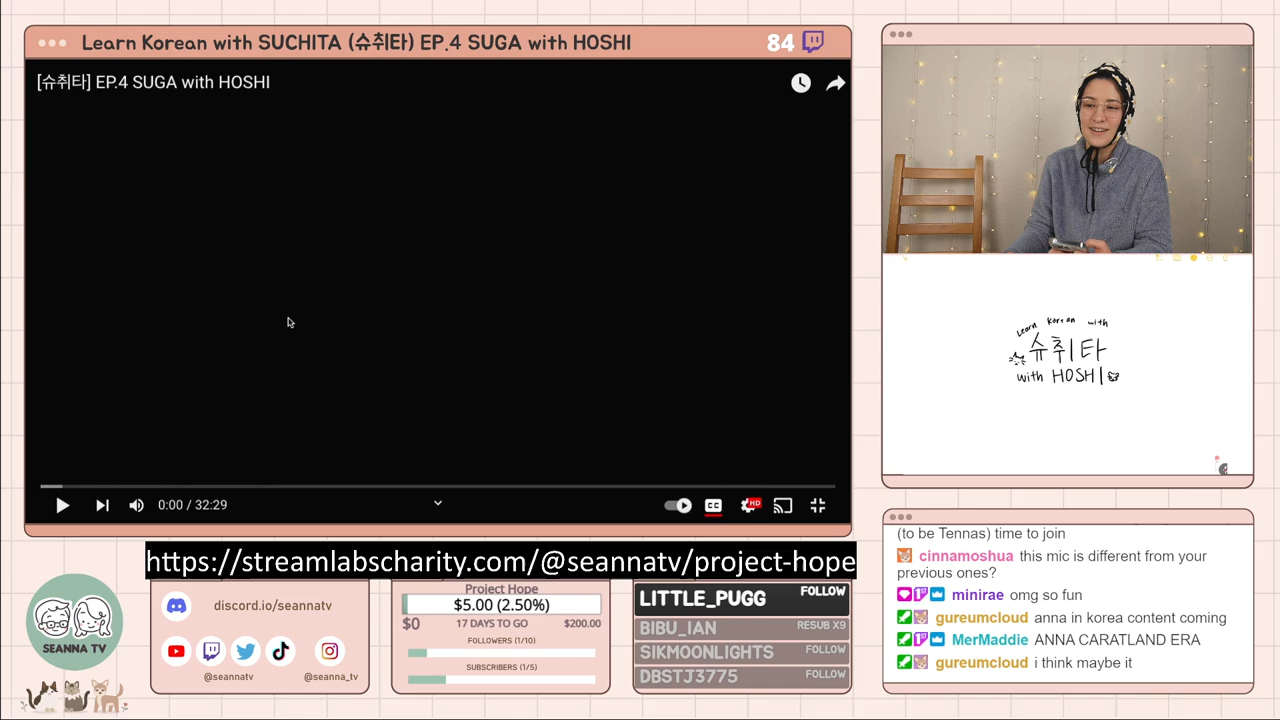 Learn Korean with SUCHITA (슈취타) EP.4 SUGA with HOSHI
84
[슈취타] EP.4 SUGA with HOSHI
0:00 / 32:29
CC
HD
Learn Korean with
슈취타
with HOSHI
https://streamlabscharity.com/@seannatv/project-hope
SEANNA TV
discord.io/seannatv
@seannatv
@seanna_tv
Project Hope
$5.00 (2.50%)
$0
17 DAYS TO GO
$200.00
FOLLOWERS (1/10)
SUBSCRIBERS (1/5)
LITTLE_PUGG FOLLOW
BIBU_IAN RESUB X9
SIKMOONLIGHTS FOLLOW
DBSTJ3775 FOLLOW
(to be Tennas) time to join
cinnamoshua this mic is different from your
previous ones?
minirae omg so fun
gureumcloud anna in korea content coming
MerMaddie ANNA CARATLAND ERA
gureumcloud i think maybe it